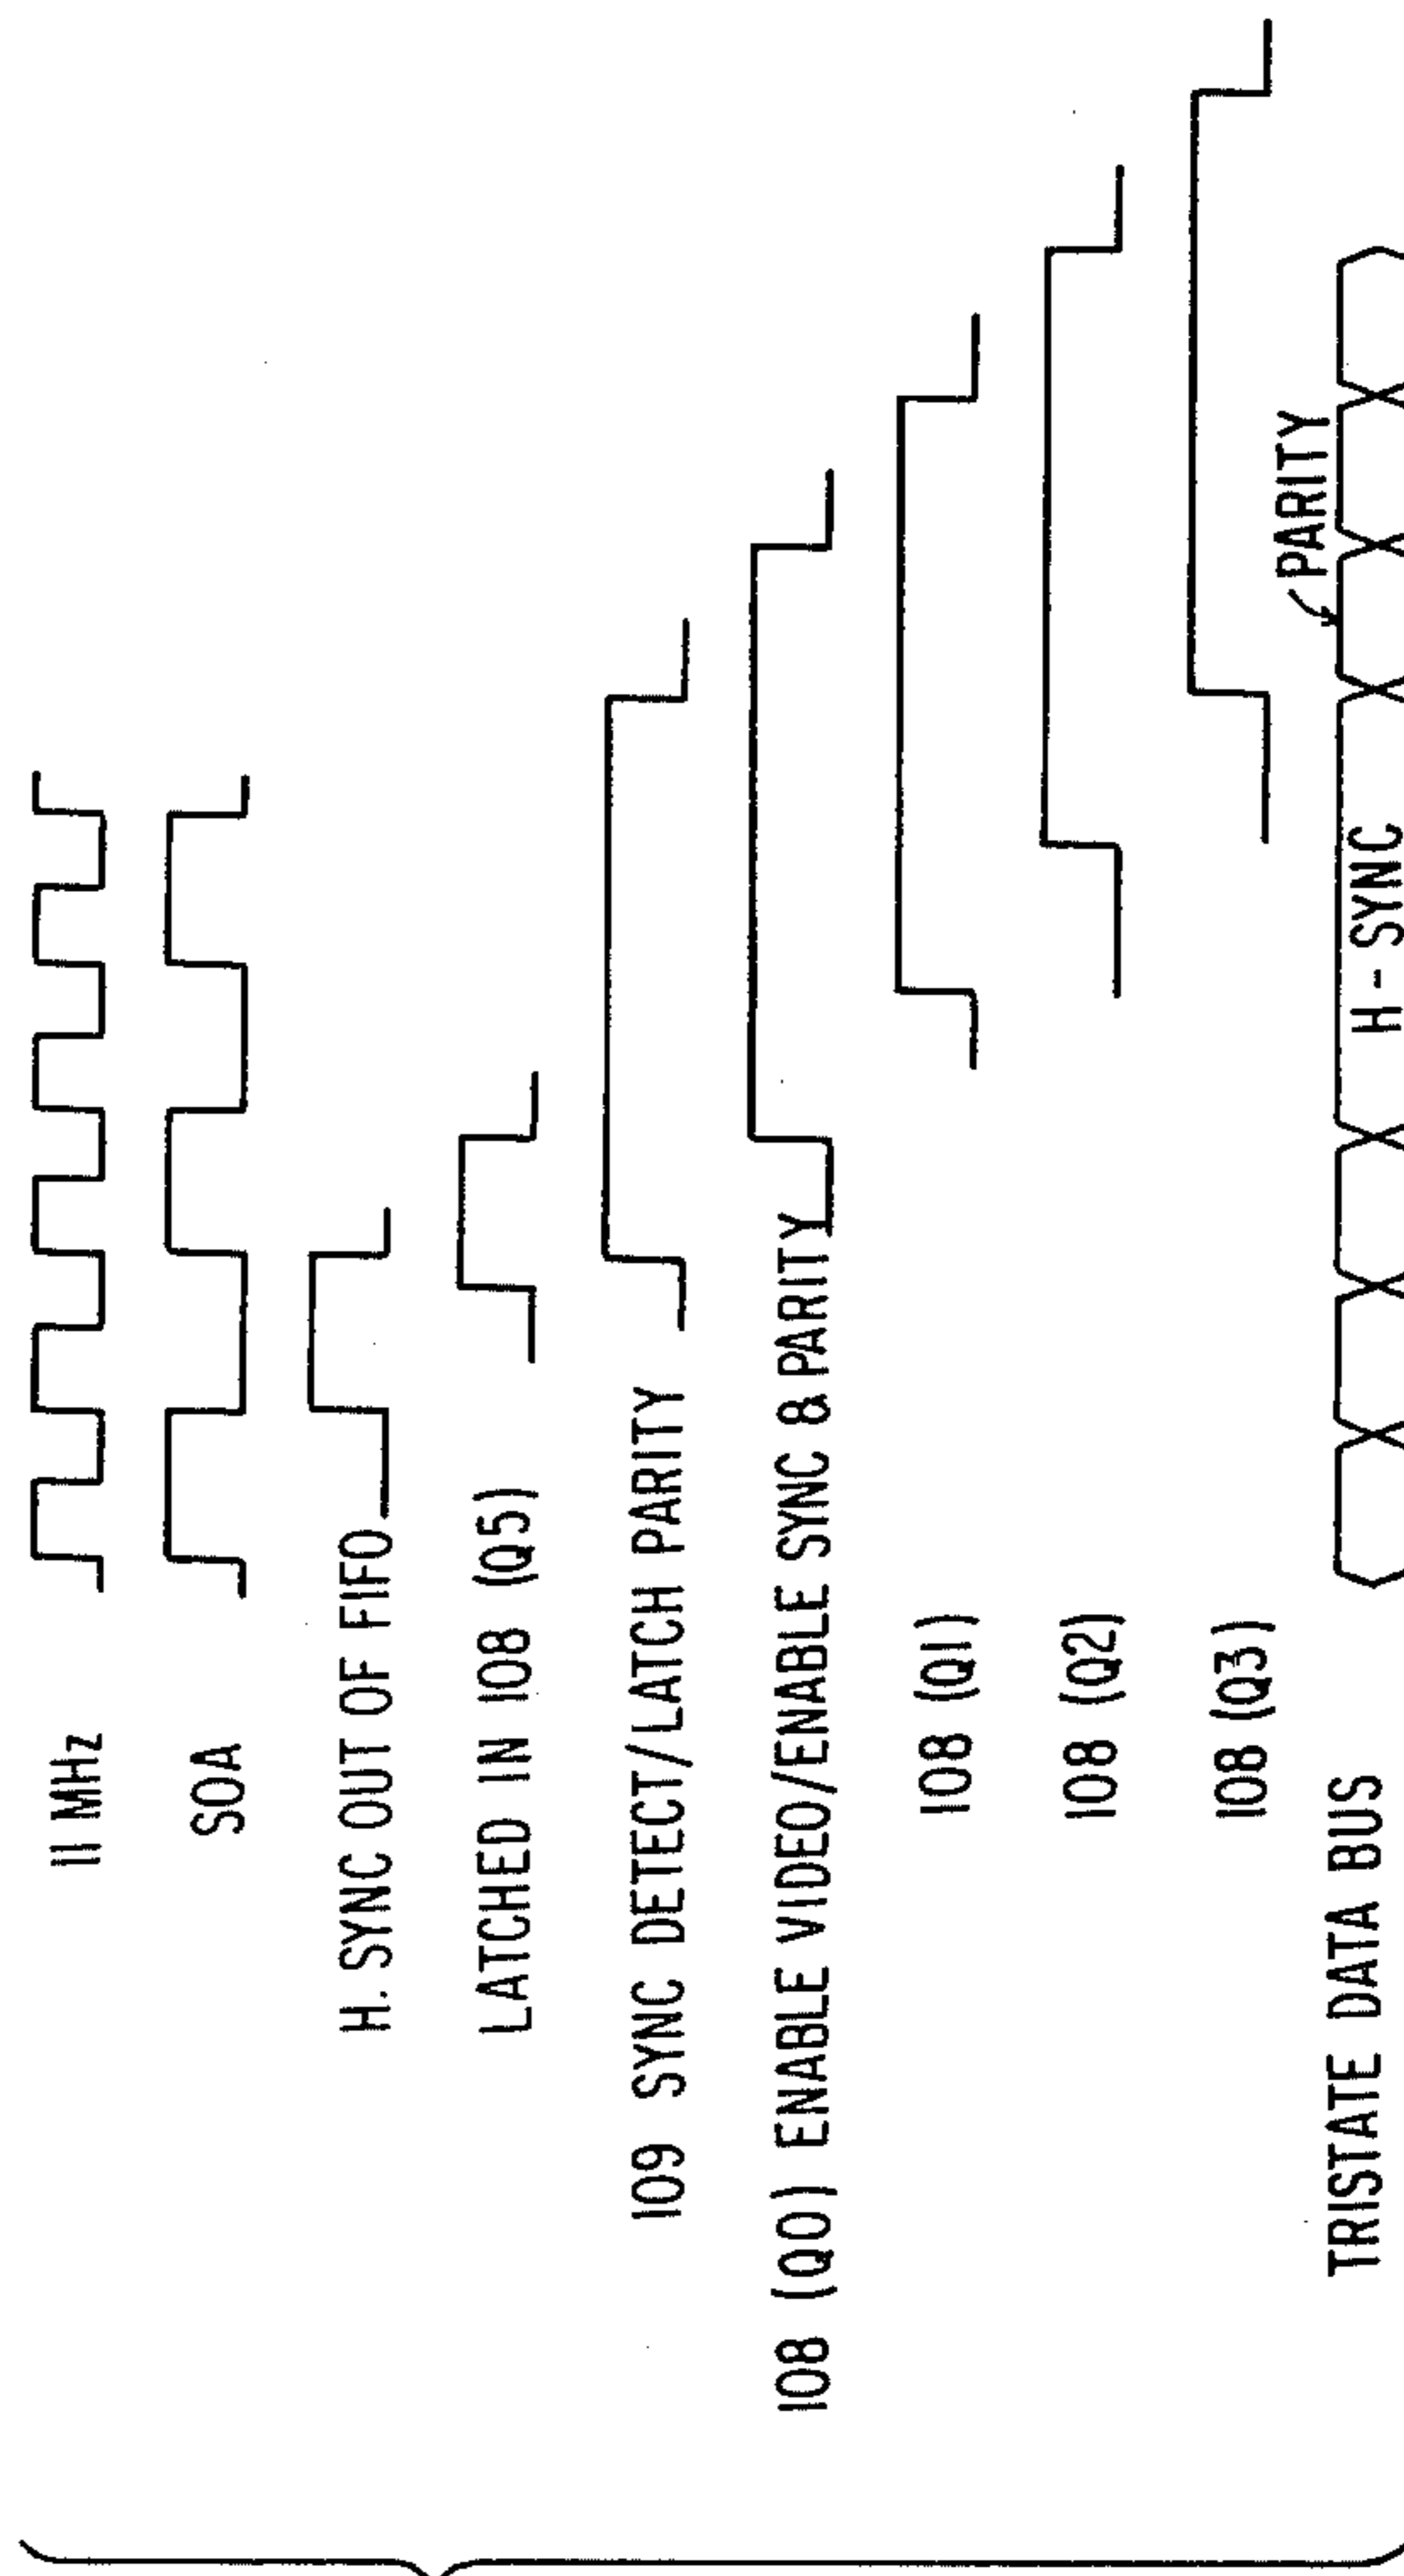 11 MHz
SOA
H. SYNC OUT OF FIFO
LATCHED IN 108 (Q5)
109 SYNC DETECT/LATCH PARITY
108 (Q0) ENABLE VIDEO/ENABLE SYNC & PARITY
108 (Q1)
108 (Q2)
108 (Q3)
PARITY
TRISTATE DATA BUS
H - SYNC